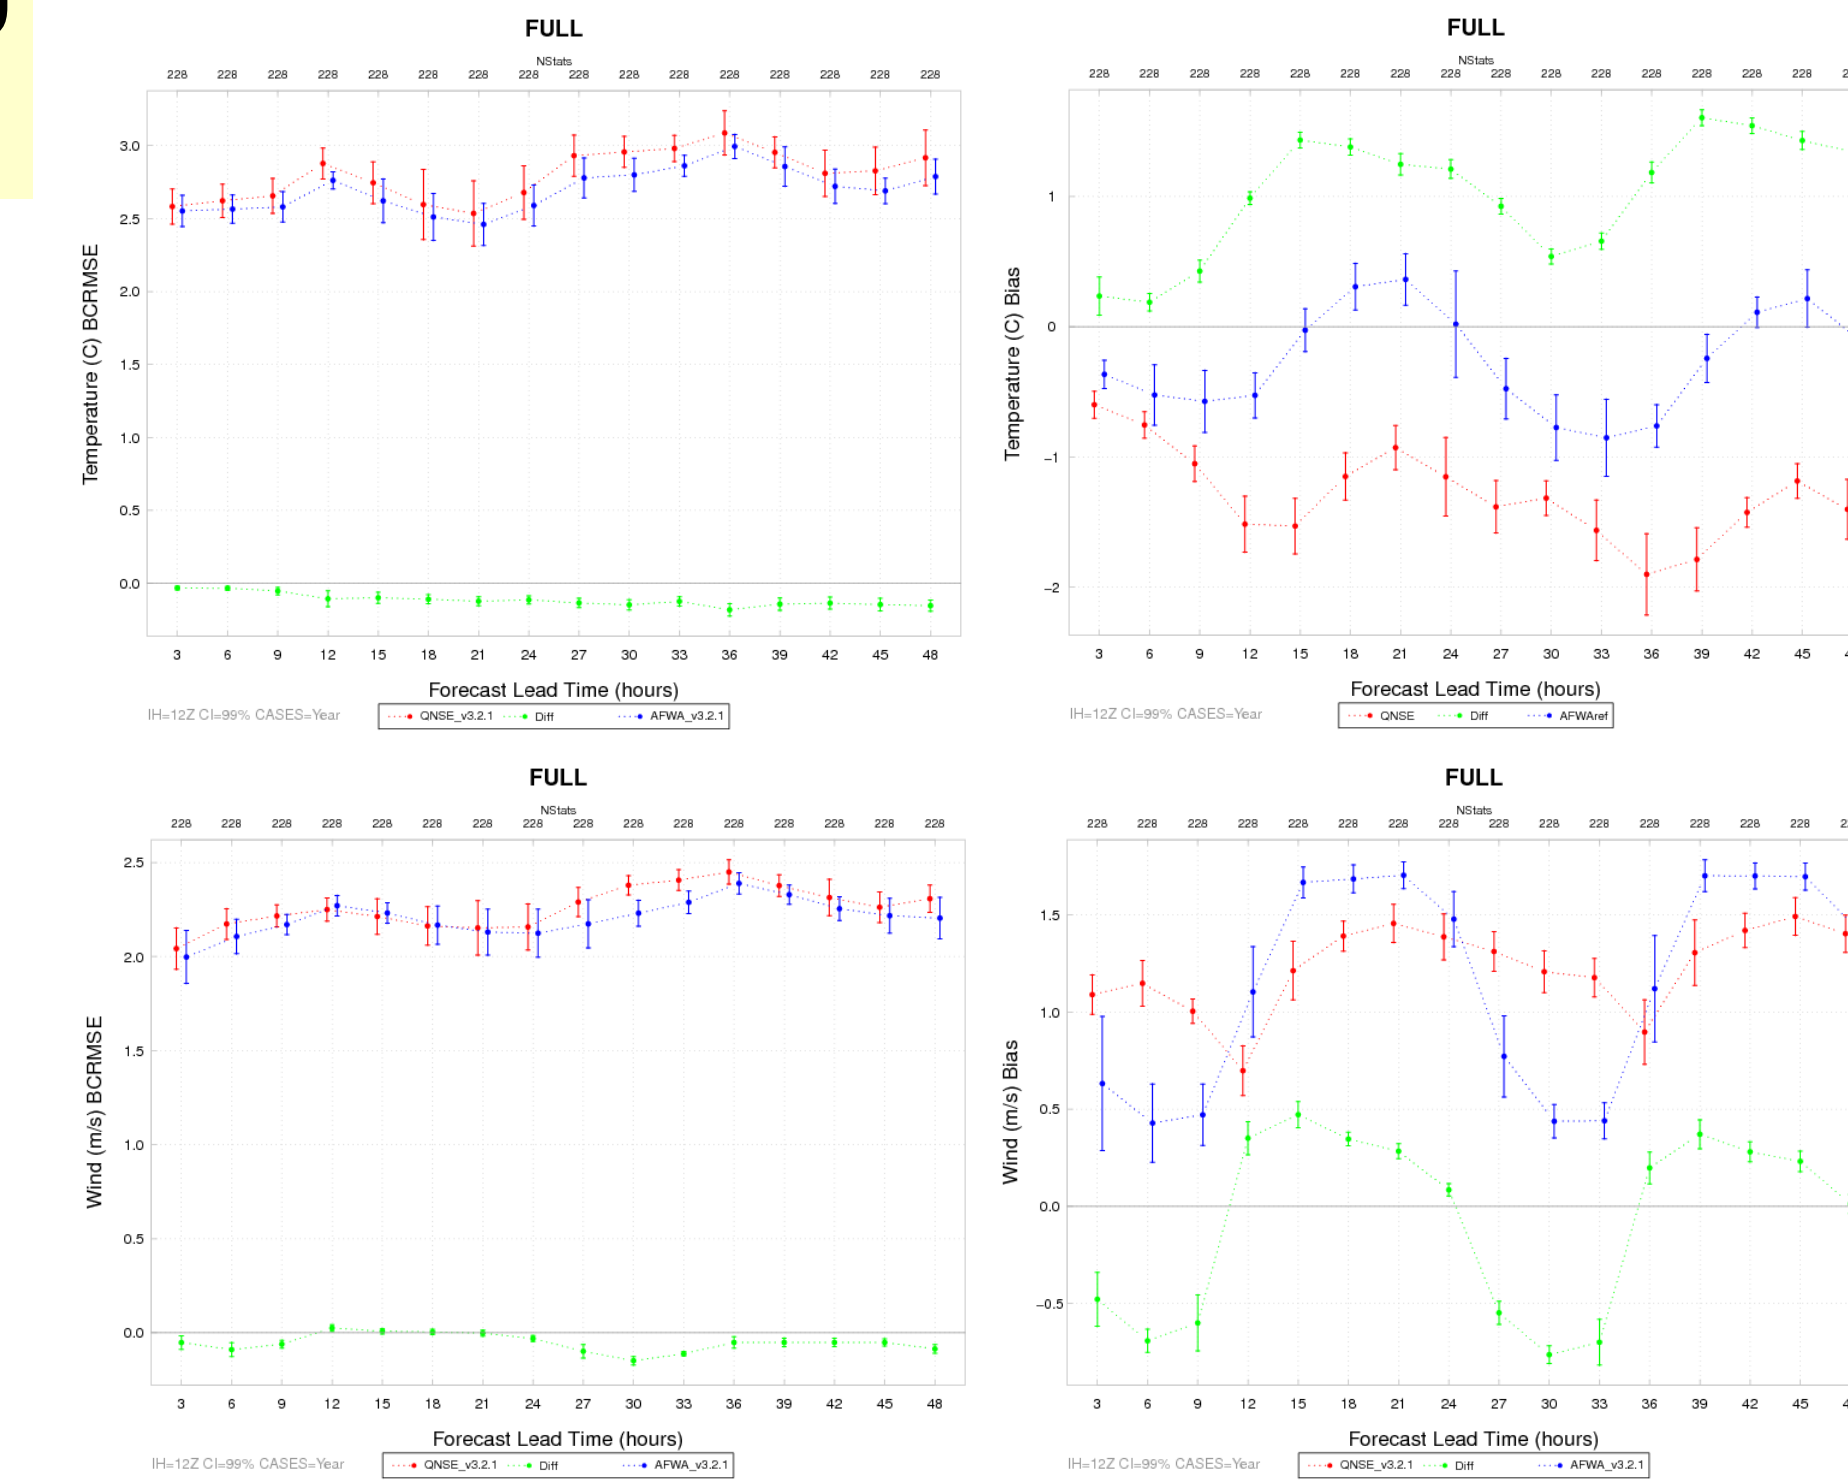 FULL
NStats
228 228 228 228 228 228 228 228 228 228 228 228 228 228 228 228
3.0
2.5
2.0
1.5
1.0
0.5
0.0
Temperature (C) BCRMSE
3 6 9 12 15 18 21 24 27 30 33 36 39 42 45 48
Forecast Lead Time (hours)
IH=12Z CI=99% CASES=Year
QNSE_v3.2.1 Diff AFWA_v3.2.1
FULL
NStats
228 228 228 228 228 228 228 228 228 228 228 228 228 228 228
1
0
−1
−2
Temperature (C) Bias
3 6 9 12 15 18 21 24 27 30 33 36 39 42 45
Forecast Lead Time (hours)
IH=12Z CI=99% CASES=Year
QNSE Diff AFWAref
FULL
NStats
228 228 228 228 228 228 228 228 228 228 228 228 228 228 228 228
2.5
2.0
1.5
1.0
0.5
0.0
Wind (m/s) BCRMSE
3 6 9 12 15 18 21 24 27 30 33 36 39 42 45 48
Forecast Lead Time (hours)
IH=12Z CI=99% CASES=Year
QNSE_v3.2.1 Diff AFWA_v3.2.1
FULL
NStats
228 228 228 228 228 228 228 228 228 228 228 228 228 228 228
1.5
1.0
0.5
0.0
−0.5
Wind (m/s) Bias
3 6 9 12 15 18 21 24 27 30 33 36 39 42 45
Forecast Lead Time (hours)
IH=12Z CI=99% CASES=Year
QNSE_v3.2.1 Diff AFWA_v3.2.1